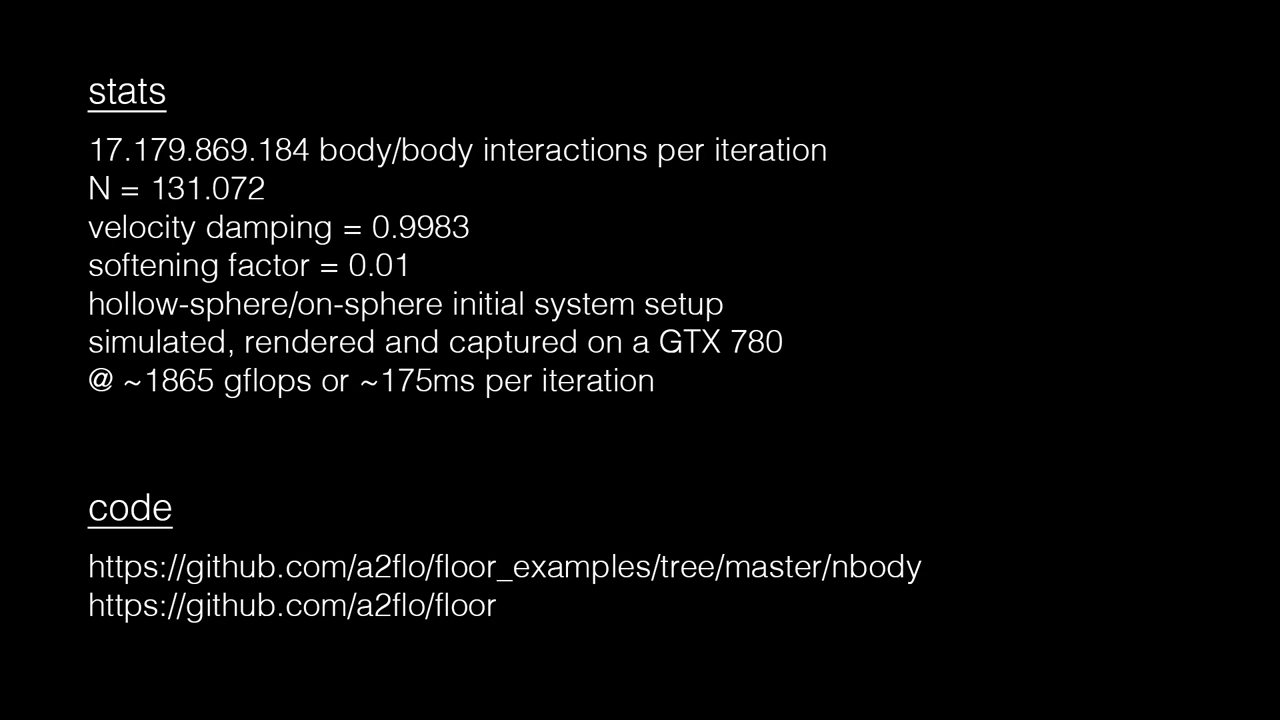 stats
17.179.869.184 body/body interactions per iteration
N = 131.072
velocity damping = 0.9983
softening factor = 0.01
hollow-sphere/on-sphere initial system setup
simulated, rendered and captured on a GTX 780
@ ~1865 gflops or ~175ms per iteration
code
https://github.com/a2flo/floor_examples/tree/master/nbody
https://github.com/a2flo/floor